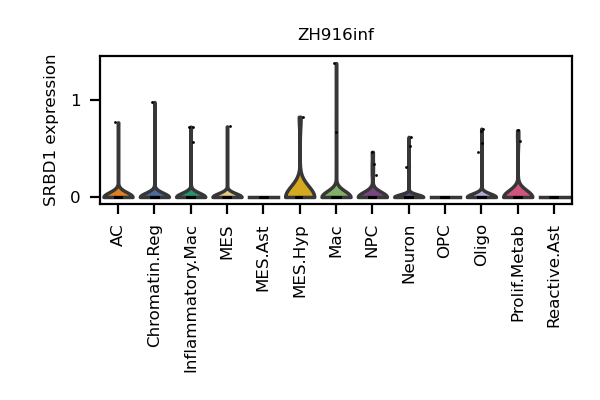 ZH916inf
SRBD1 expression
1
0
AC
Chromatin.Reg
Inflammatory.Mac
MES
MES.Ast
MES.Hyp
Mac
NPC
Neuron
OPC
Oligo
Prolif.Metab
Reactive.Ast